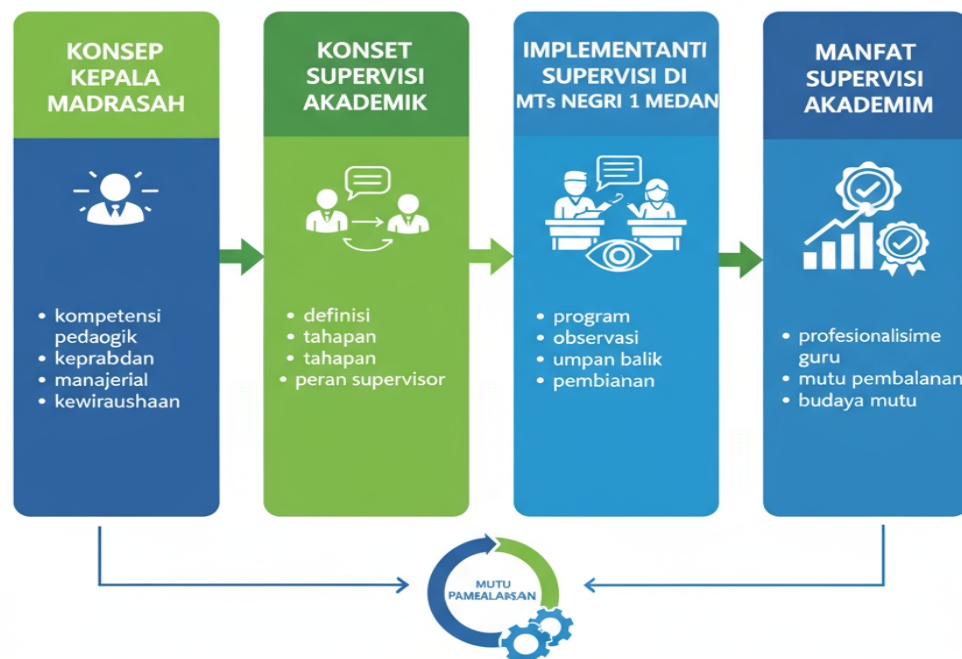 KONSEP
KEPALA
MADRASAH
• kompetensi
pedaogik
• keprabdan
• manajerial
• kewiraushaan
KONSET
SUPERVISI
AKADEMIK
• definisi
• tahapan
• tahapan
• peran supervisor
IMPLEMENTANTI
SUPERVISI DI
MTs NEGRI 1 MEDAN
• program
• observasi
• umpan balik
• pembianan
MANFAT
SUPERVISI
AKADEMIM
• profesionalisime
guru
• mutu pembalanan
• budaya mutu
MUTU